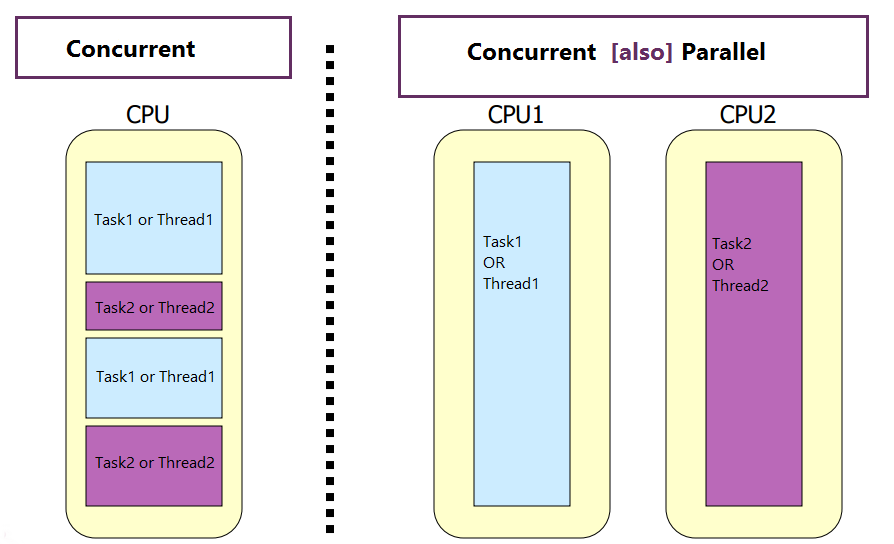 Concurrent
Concurrent [also] Parallel
CPU
CPU1
CPU2
Task1 or Thread1
Task2 or Thread2
Task1 or Thread1
Task2 or Thread2
Task1
OR
Thread1
Task2
OR
Thread2